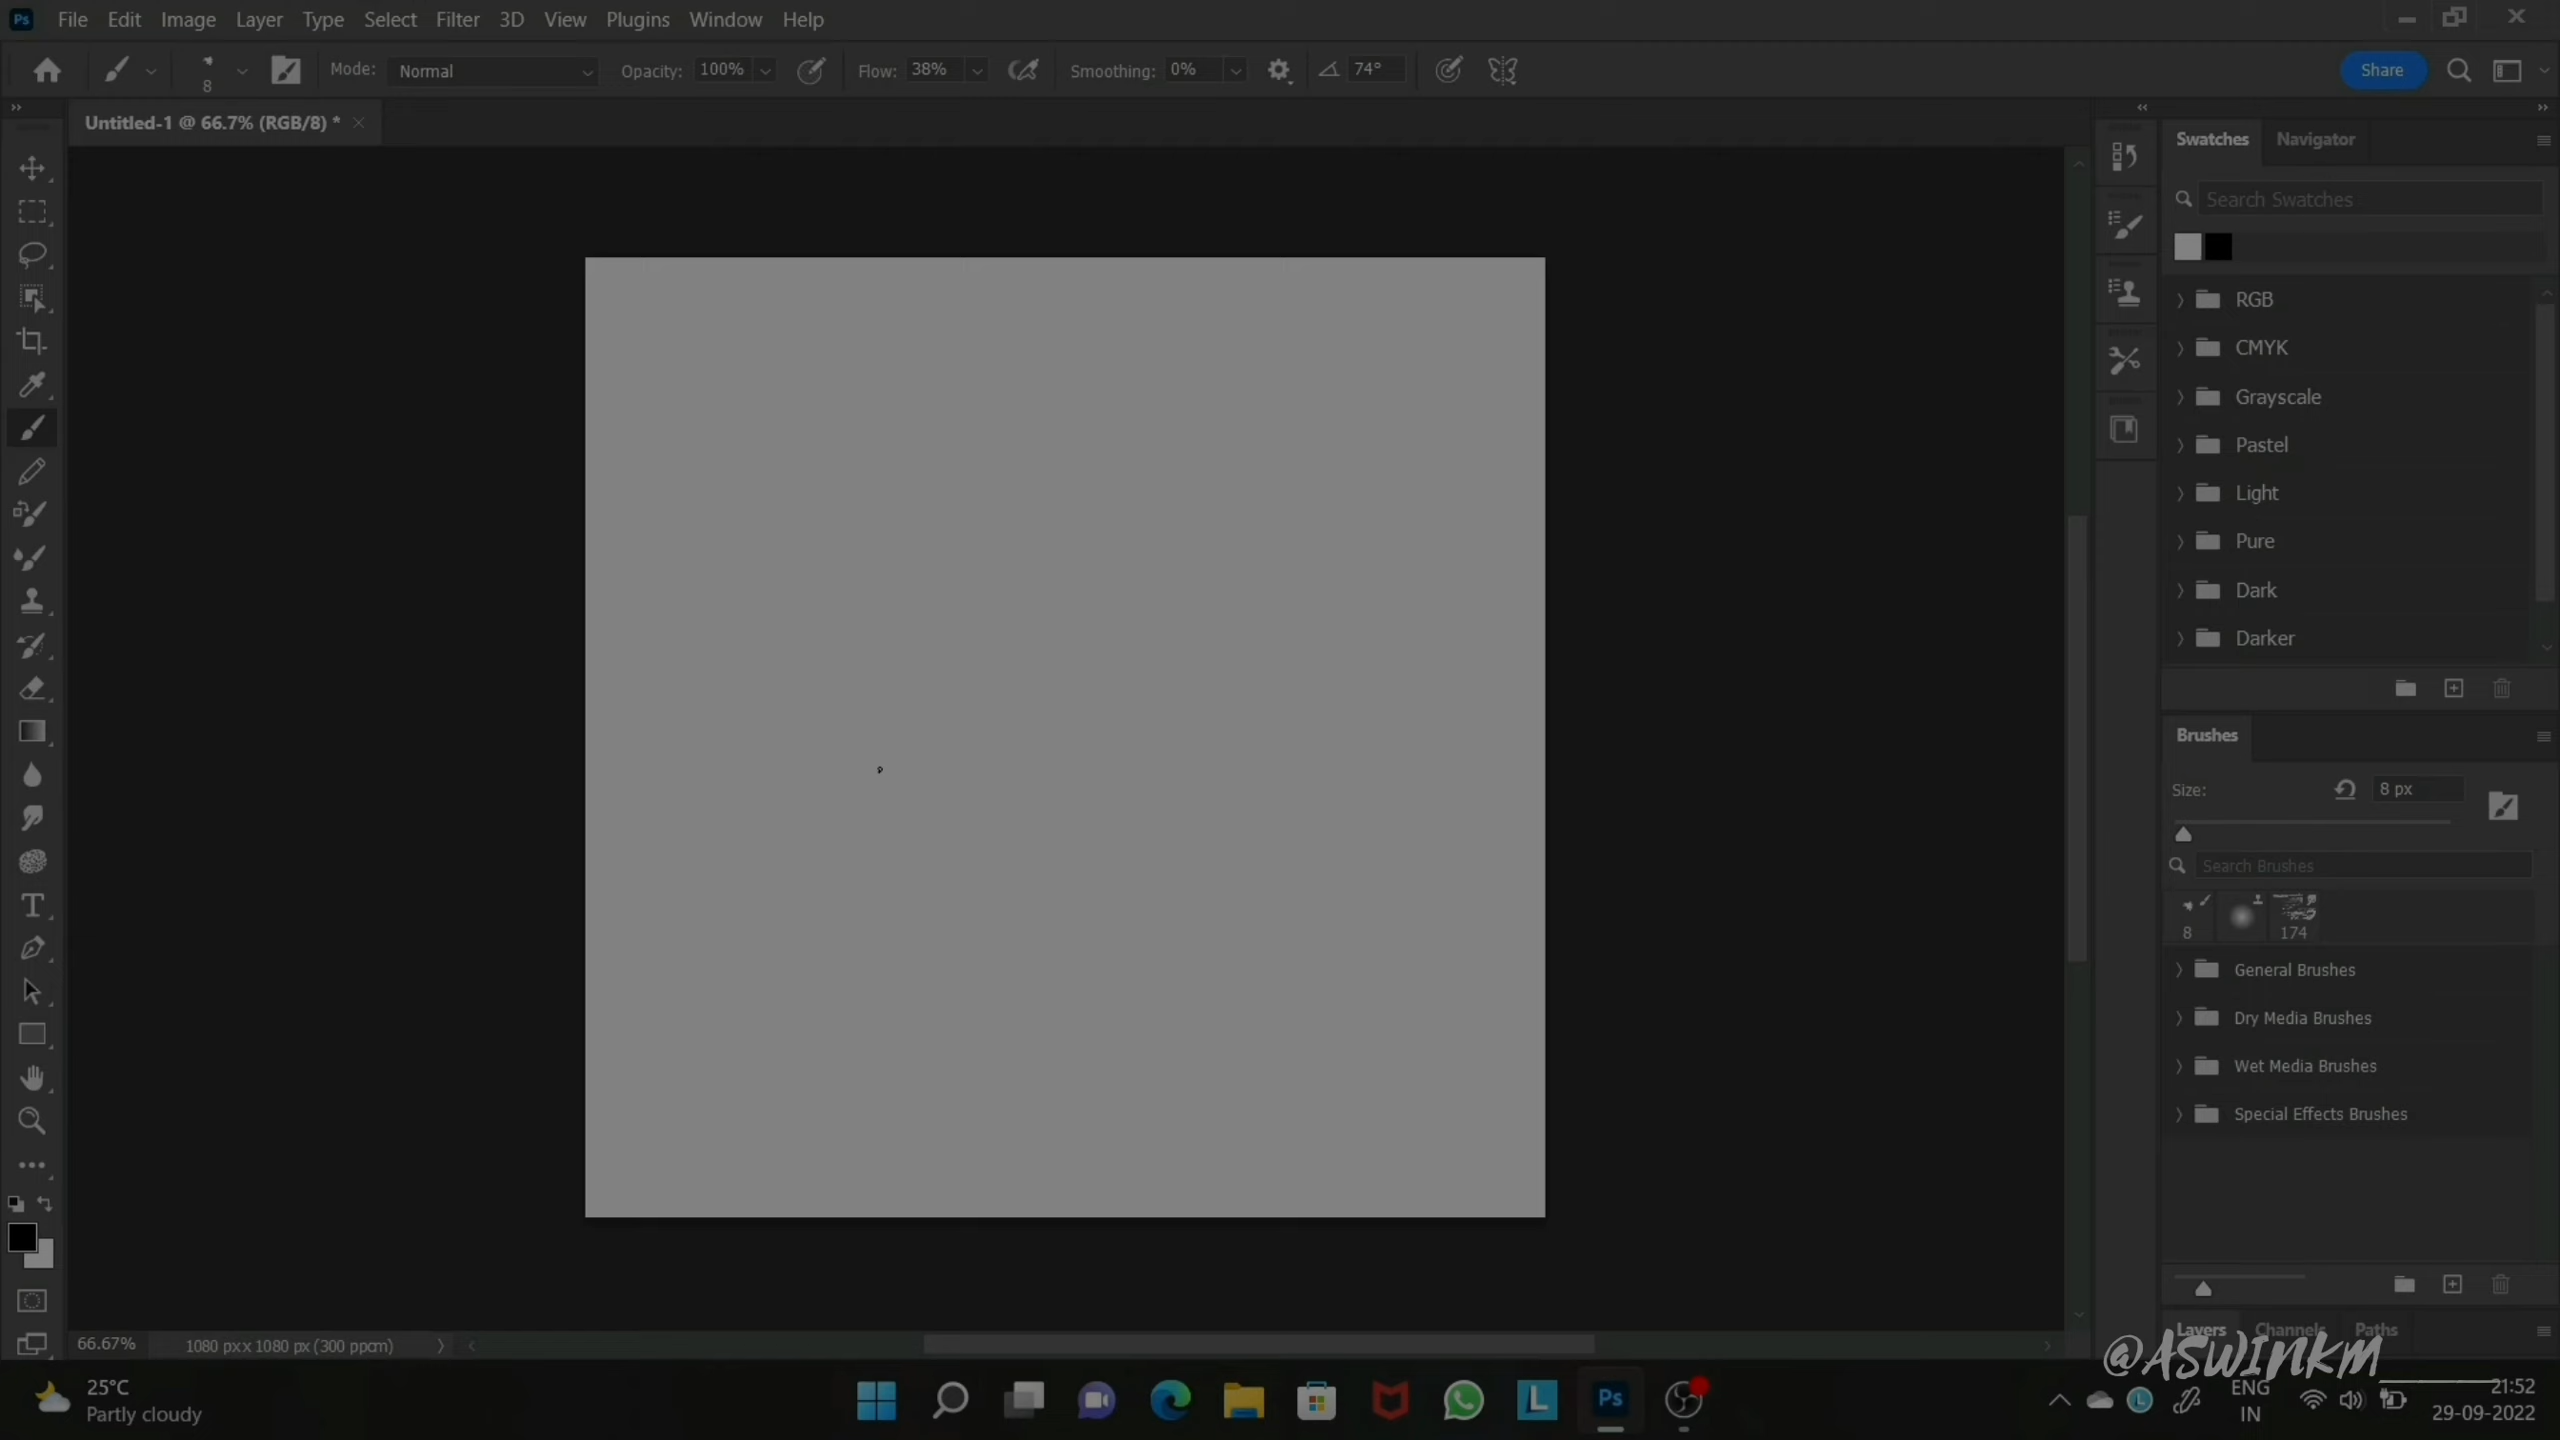 Ps File Edit Image Layer Type Select Filter 3D View Plugins Window Help
8 Mode: Normal Opacity: 100% Flow: 38% Smoothing: 0% 74° Share
Untitled-1 @ 66.7% (RGB/8) *
Swatches Navigator
Search Swatches
RGB
CMYK
Grayscale
Pastel
Light
Pure
Dark
Darker
Brushes
Size: 8 px
Search Brushes
8 174
General Brushes
Dry Media Brushes
Wet Media Brushes
Special Effects Brushes
Layers Channels Paths
66.67% 1080 px x 1080 px (300 ppcm)
@ASWINKM______
25°C
Partly cloudy
L Ps
L
ENG
IN
21:52
29-09-2022